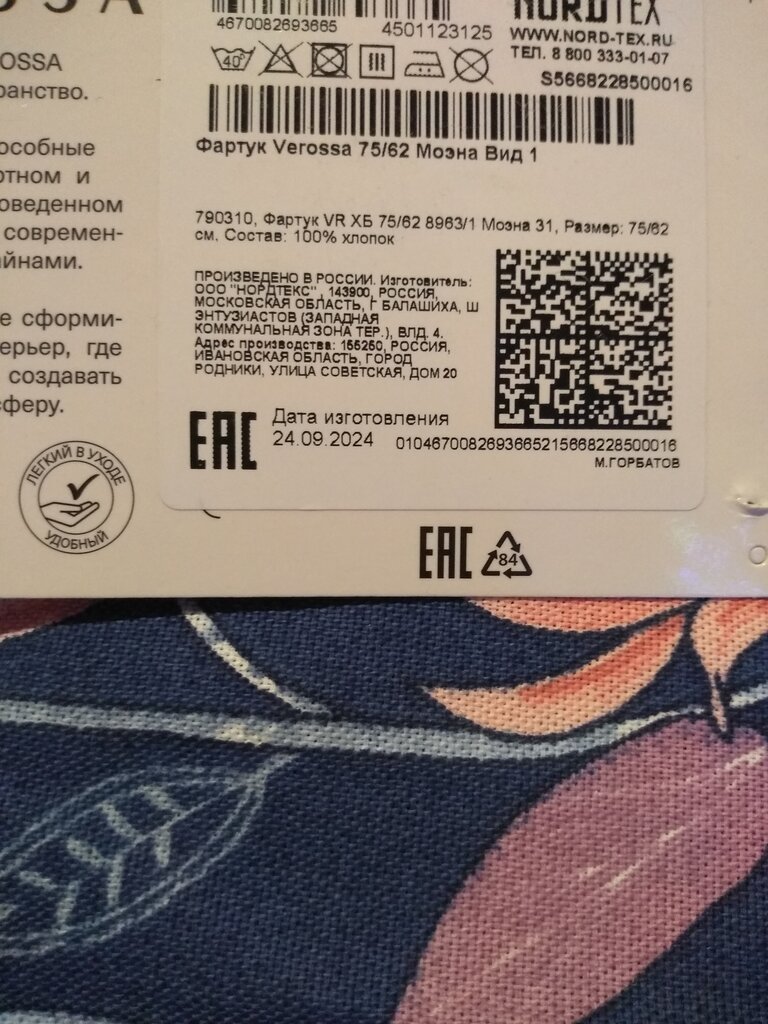 OSSA
ранство.
особные
отном и
оведенном
современ-
йнами.
е сформи-
ерьер, где
создавать
сферу.
ЛЕГКИЙ В УХОДЕ
УДОБНЫЙ
4670082693665
4501123125
NORDTEX
WWW.NORD-TEX.RU
ТЕЛ. 8 800 333-01-07
40°
S5668228500016
Фартук Verossa 75/62 Моэна Вид 1
790310, Фартук VR ХБ 75/62 8963/1 Моэна 31, Размер: 75/62
см. Состав: 100% хлопок
ПРОИЗВЕДЕНО В РОССИИ. Изготовитель:
ООО "НОРДТЕКС" , 143900, РОССИЯ,
МОСКОВСКАЯ ОБЛАСТЬ, Г БАЛАШИХА, Ш
ЭНТУЗИАСТОВ (ЗАПАДНАЯ
КОММУНАЛЬНАЯ ЗОНА ТЕР.), ВЛД. 4.
Адрес производства: 155250, РОССИЯ,
ИВАНОВСКАЯ ОБЛАСТЬ, ГОРОД
РОДНИКИ, УЛИЦА СОВЕТСКАЯ, ДОМ 20
EAC
Дата изготовления
24.09.2024
0104670082693665215668228500016
М.ГОРБАТОВ
EAC
84